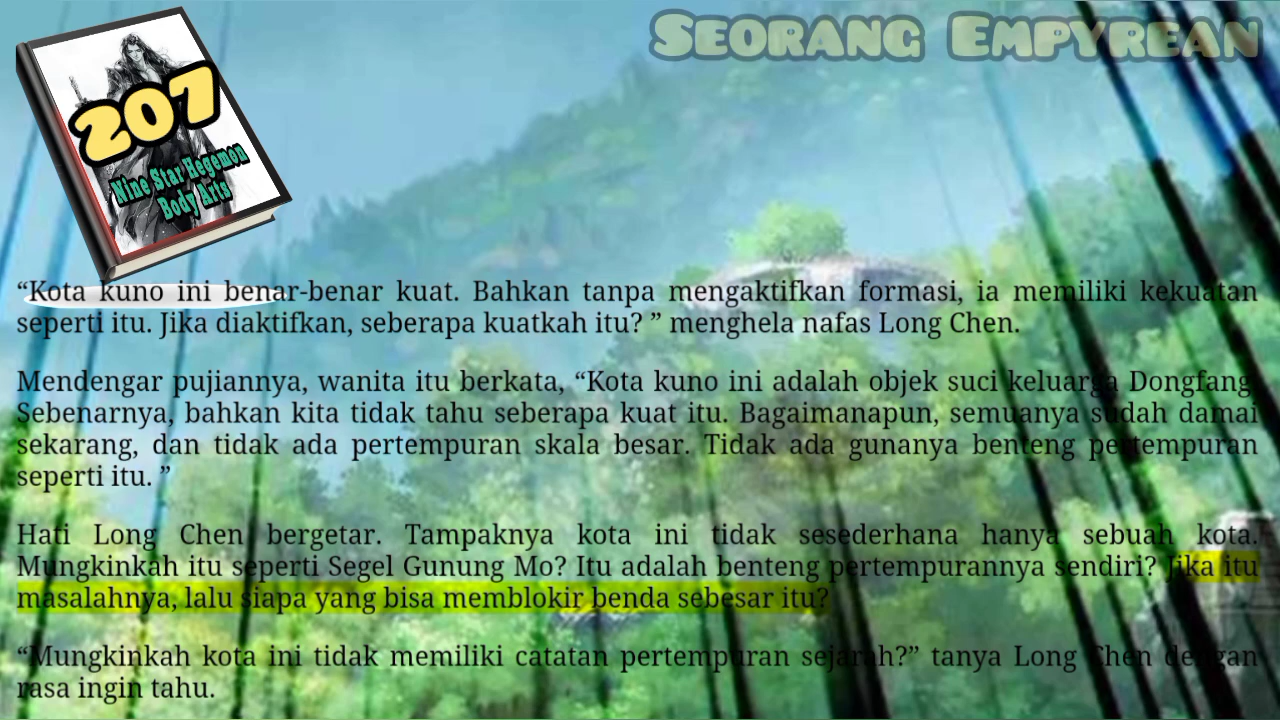 Seorang Empyrean
207
Nine Star Hegemon
Body Arts
“Kota kuno ini benar-benar kuat. Bahkan tanpa mengaktifkan formasi, ia memiliki kekuatan
seperti itu. Jika diaktifkan, seberapa kuatkah itu? ” menghela nafas Long Chen.
Mendengar pujiannya, wanita itu berkata, “Kota kuno ini adalah objek suci keluarga Dongfang.
Sebenarnya, bahkan kita tidak tahu seberapa kuat itu. Bagaimanapun, semuanya sudah damai
sekarang, dan tidak ada pertempuran skala besar. Tidak ada gunanya benteng pertempuran
seperti itu. ”
Hati Long Chen bergetar. Tampaknya kota ini tidak sesederhana hanya sebuah kota.
Mungkinkah itu seperti Segel Gunung Mo? Itu adalah benteng pertempurannya sendiri? Jika itu
masalahnya, lalu siapa yang bisa memblokir benda sebesar itu?
“Mungkinkah kota ini tidak memiliki catatan pertempuran sejarah?” tanya Long Chen dengan
rasa ingin tahu.